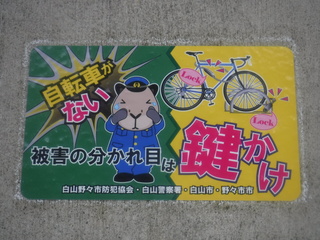 自転車が
ない
Lock
Lock
被害の分かれ目は
鍵かけ
白山野々市防犯協会・白山警察署・白山市・野々市市